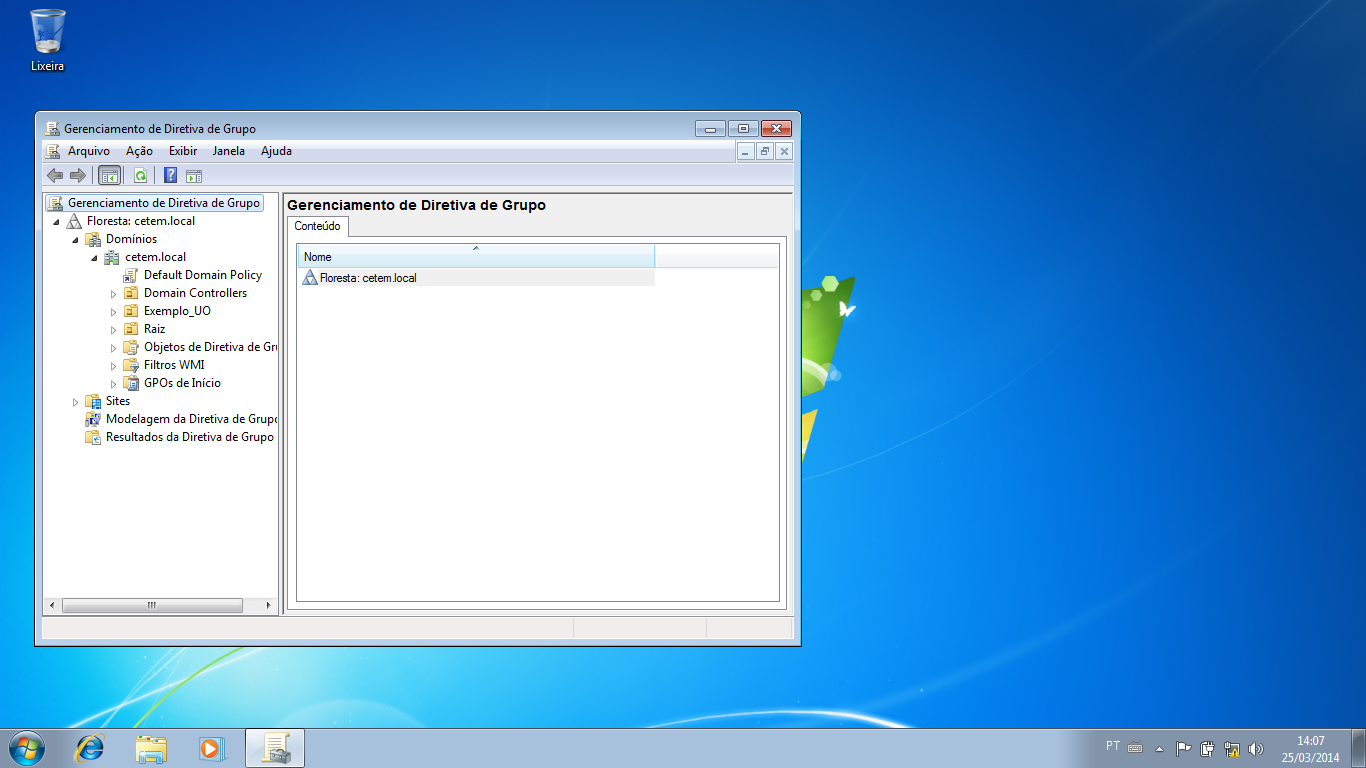 Lixeira
Gerenciamento de Diretiva de Grupo
Arquivo Ação Exibir Janela Ajuda
Gerenciamento de Diretiva de Grupo
Floresta: cetem.local
Domínios
cetem.local
Default Domain Policy
Domain Controllers
Exemplo_UO
Raiz
Objetos de Diretiva de Gru
Filtros WMI
GPOs de Início
Sites
Modelagem da Diretiva de Grupo
Resultados da Diretiva de Grupo
Gerenciamento de Diretiva de Grupo
Conteúdo
Nome
Floresta: cetem.local
PT
14:07
25/03/2014